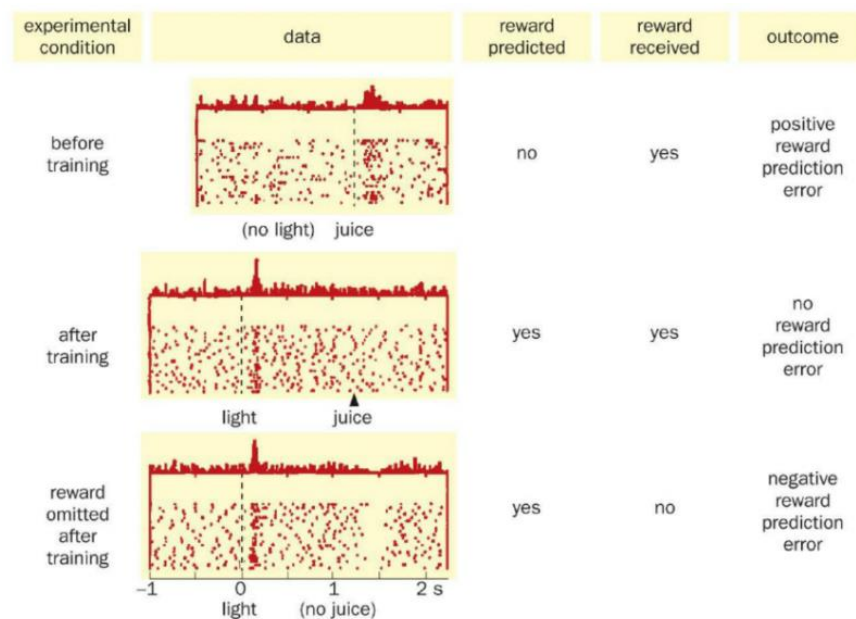 experimental condition
data
reward predicted
reward received
outcome
before training
no
yes
positive reward prediction error
(no light) juice
after training
yes
yes
no reward prediction error
light juice
reward omitted after training
yes
no
negative reward prediction error
−1 0 1 2 s
light (no juice)